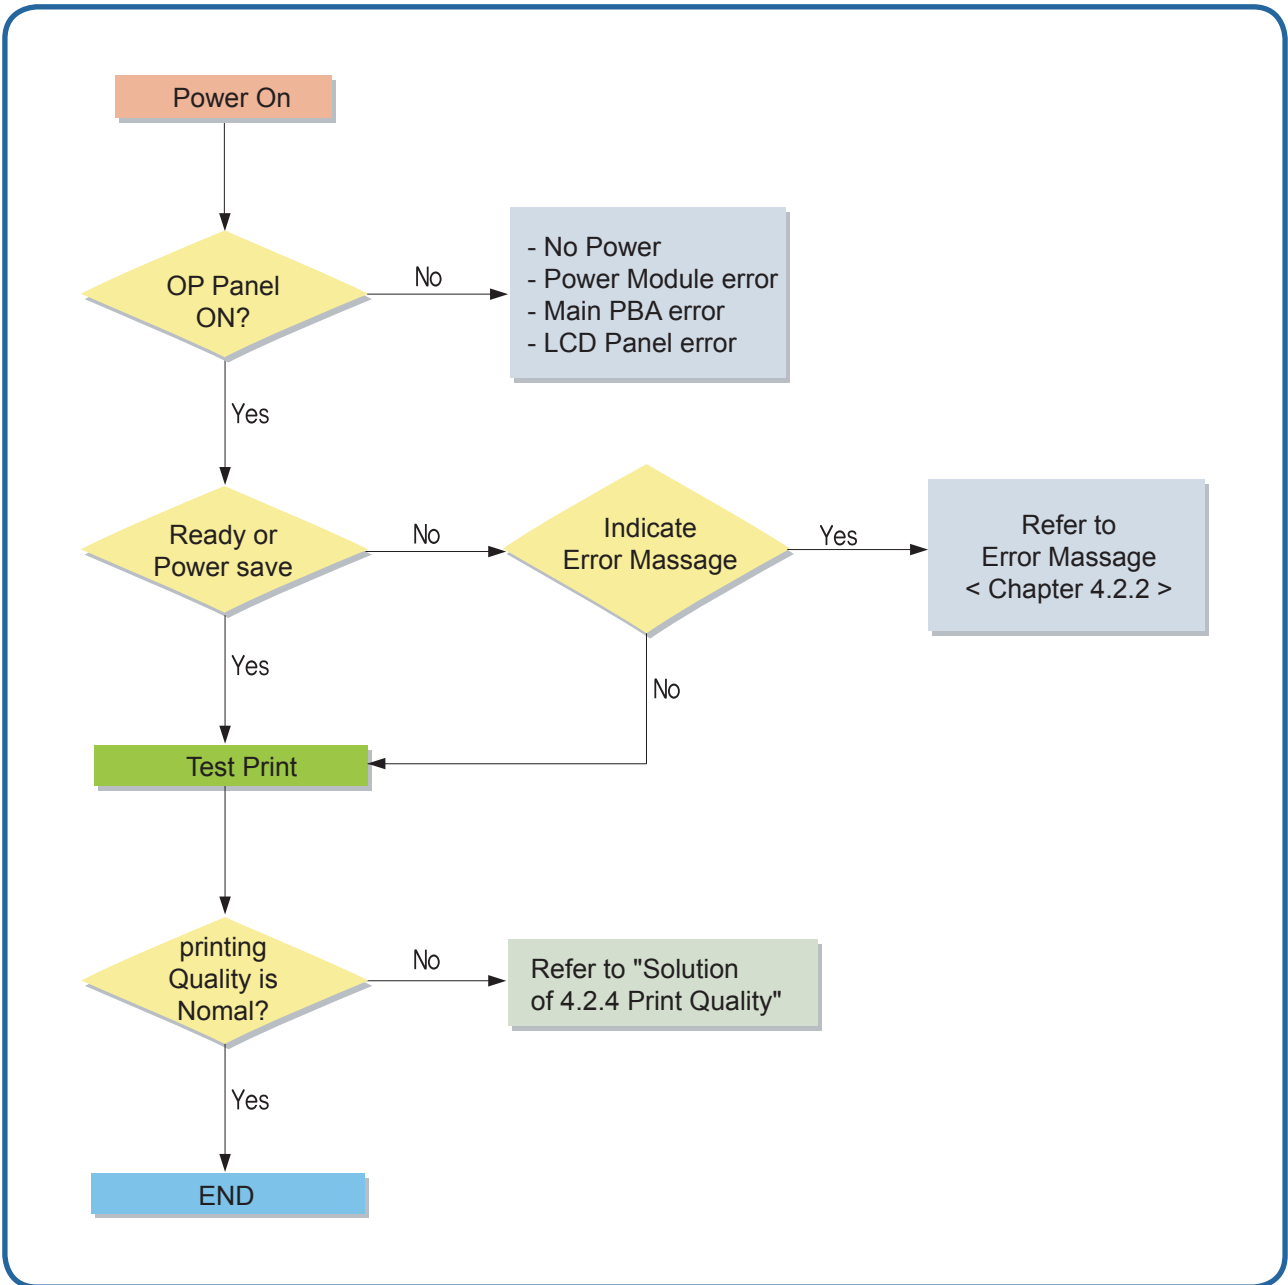 Power On
OP Panel
ON?
No
- No Power
- Power Module error
- Main PBA error
- LCD Panel error
Yes
Ready or
Power save
No
Indicate
Error Massage
Yes
Refer to
Error Massage
< Chapter 4.2.2 >
Yes
No
Test Print
printing
Quality is
Nomal?
No
Refer to "Solution
of 4.2.4 Print Quality"
Yes
END